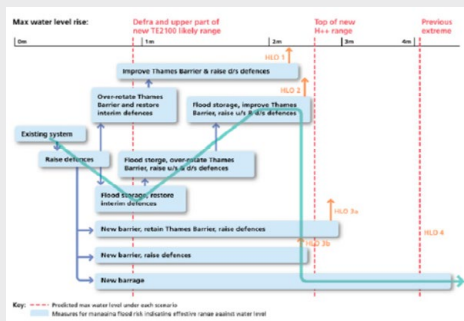 Max water level rise:
Defra and upper part of
new TE2100 likely range
Top of new
H++ range
Previous
extreme
0m
1m
2m
3m
4m
HLO 1
Improve Thames Barrier & raise d/s defences
HLO 2
Over-rotate Thames
Barrier and restore
interim defences
Flood storage, improve Thames
Barrier, raise u/s & d/s defences
Existing system
Raise defences
Flood storge, over-rotate Thames
Barrier, raise u/s & d/s defences
Flood storage, restore
interim defences
HLO 3a
New barrier, retain Thames Barrier, raise defences
HLO 3b
HLO 4
New barrier, raise defences
New barrage
Key:
Predicted max water level under each scenario
Measures for managing flood risk indicating effective range against water level